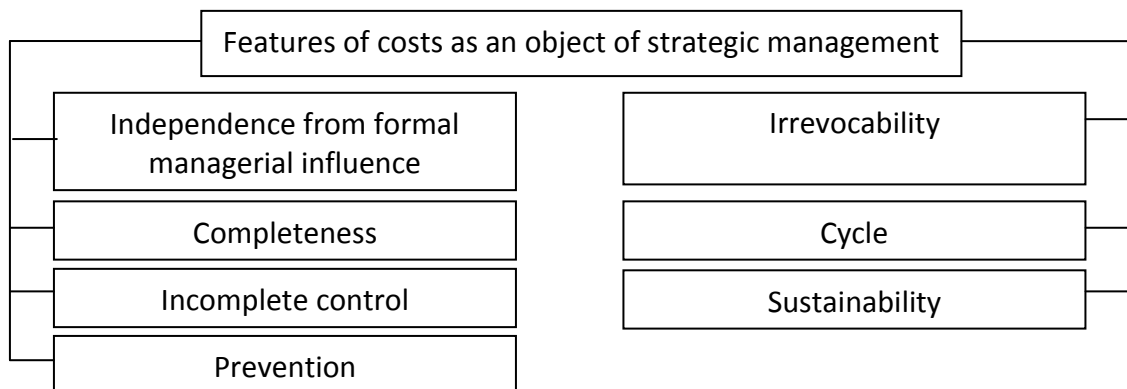 Features of costs as an object of strategic management
Independence from formal
managerial influence
Completeness
Incomplete control
Prevention
Irrevocability
Cycle
Sustainability